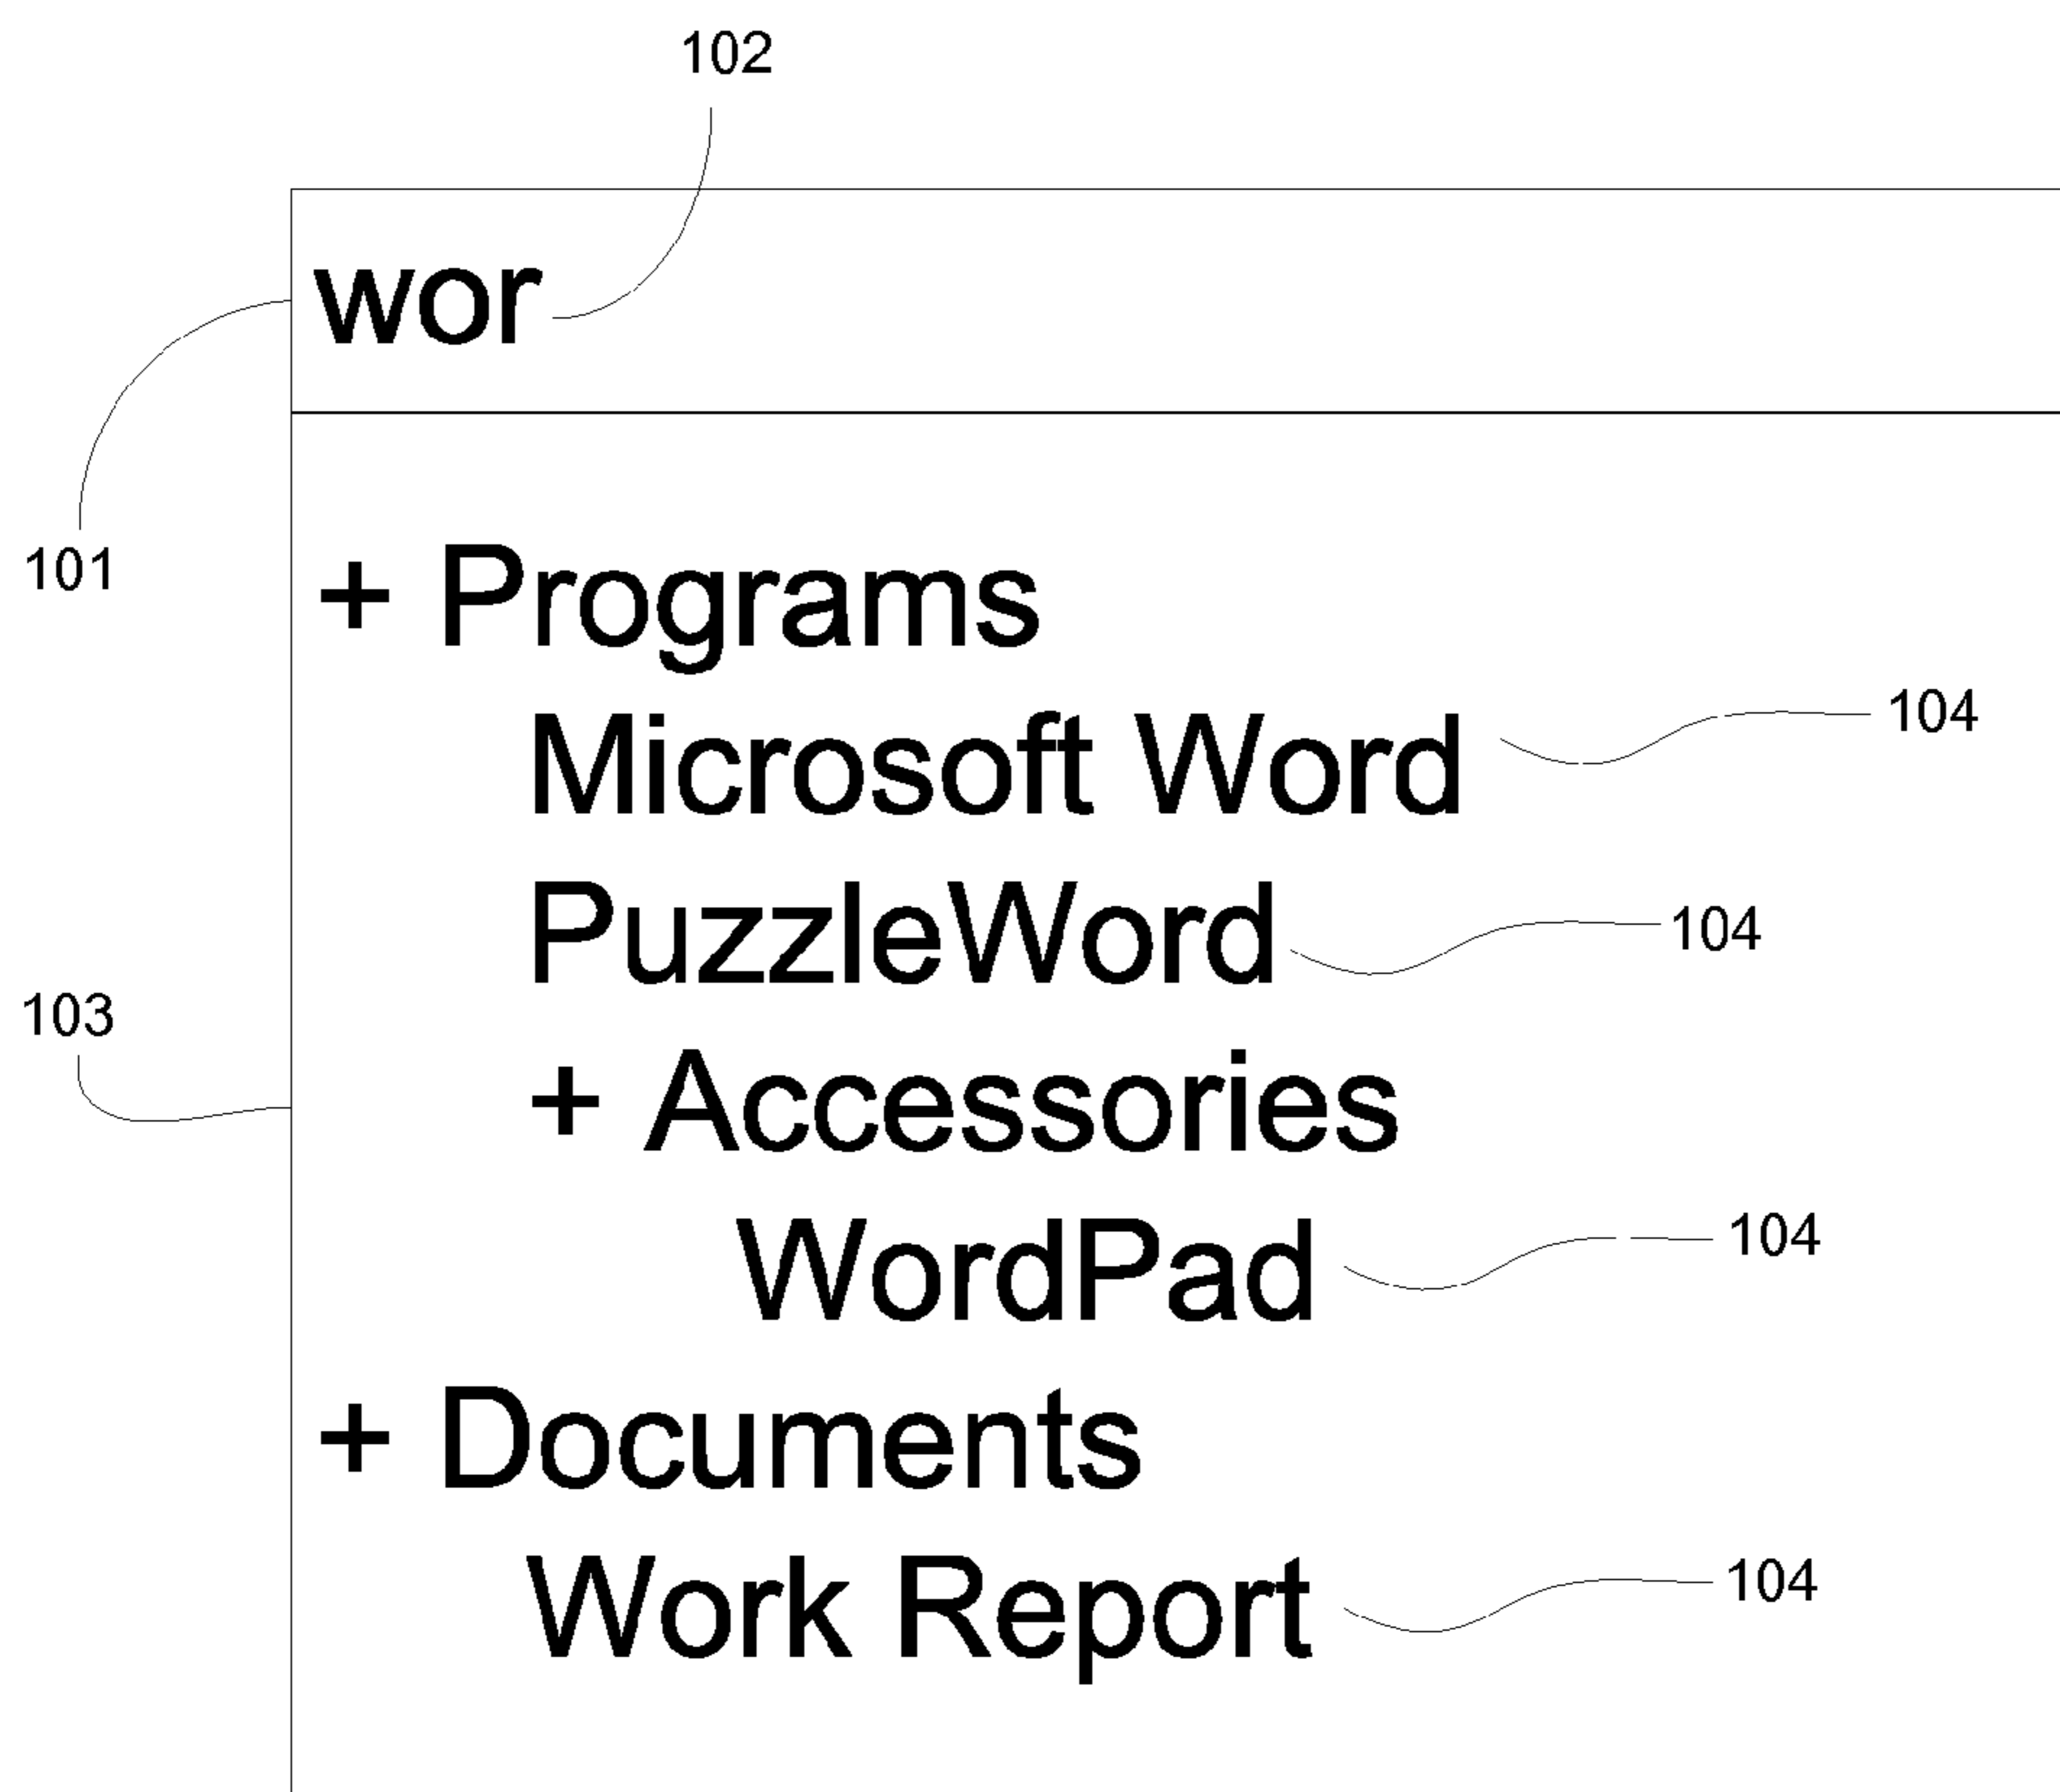 102
wor
101
+ Programs
Microsoft Word 104
PuzzleWord 104
103
+ Accessories
WordPad 104
+ Documents
Work Report 104